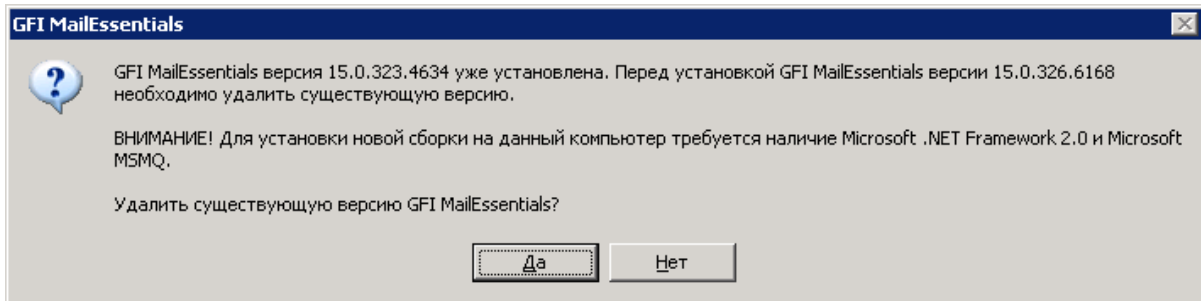 GFI MailEssentials
GFI MailEssentials версия 15.0.323.4634 уже установлена. Перед установкой GFI MailEssentials версии 15.0.326.6168
необходимо удалить существующую версию.
ВНИМАНИЕ! Для установки новой сборки на данный компьютер требуется наличие Microsoft .NET Framework 2.0 и Microsoft
MSMQ.
Удалить существующую версию GFI MailEssentials?
Да Нет